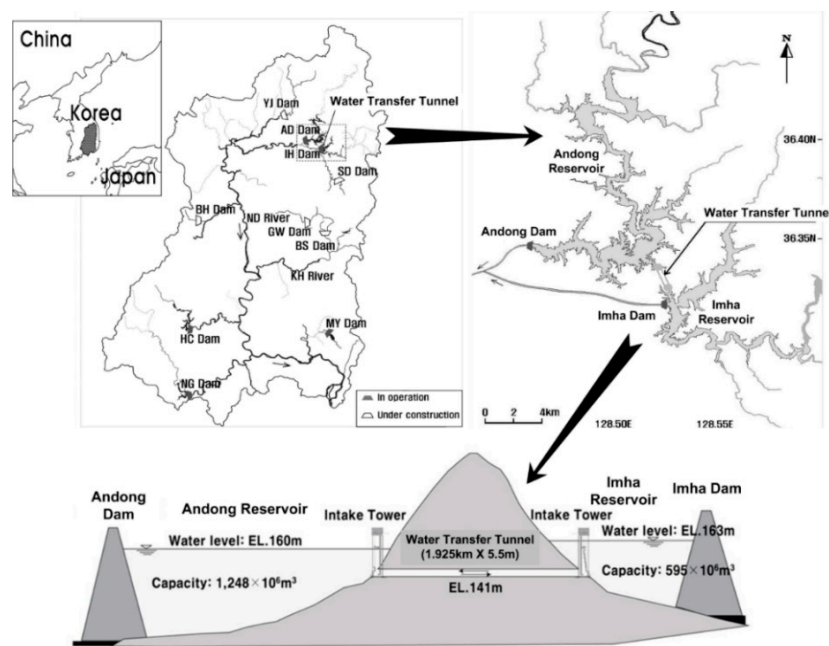 China
Korea
Japan
YJ Dam
Water Transfer Tunnel
AD Dam
IH Dam
SD Dam
BH Dam
ND River
GW Dam
BS Dam
KH River
HC Dam
MY Dam
NG Dam
In operation
Under construction
N
36.40N
Andong
Reservoir
Water Transfer Tunnel
Andong Dam
36.35N
Imha Dam
Imha
Reservoir
0 2 4km
128.50E 128.55E
Andong
Dam
Andong Reservoir
Intake Tower
Intake Tower
Imha
Reservoir
Imha Dam
Water level: EL.160m
Water Transfer Tunnel
(1.925km X 5.5m)
Water level: EL.163m
Capacity: 1,248×10⁶m³
EL.141m
Capacity: 595×10⁶m³